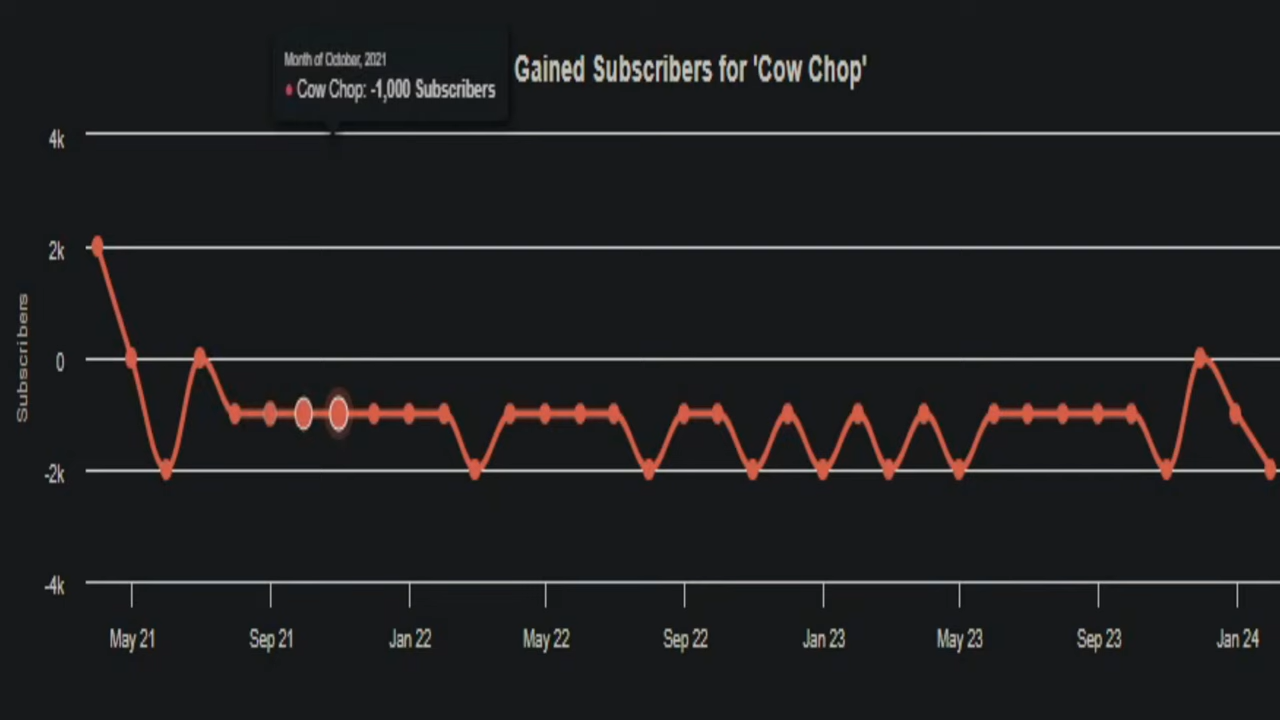 Month of October, 2021
Cow Chop: -1,000 Subscribers
Gained Subscribers for 'Cow Chop'
4k
2k
0
-2k
-4k
Subscribers
May 21
Sep 21
Jan 22
May 22
Sep 22
Jan 23
May 23
Sep 23
Jan 24